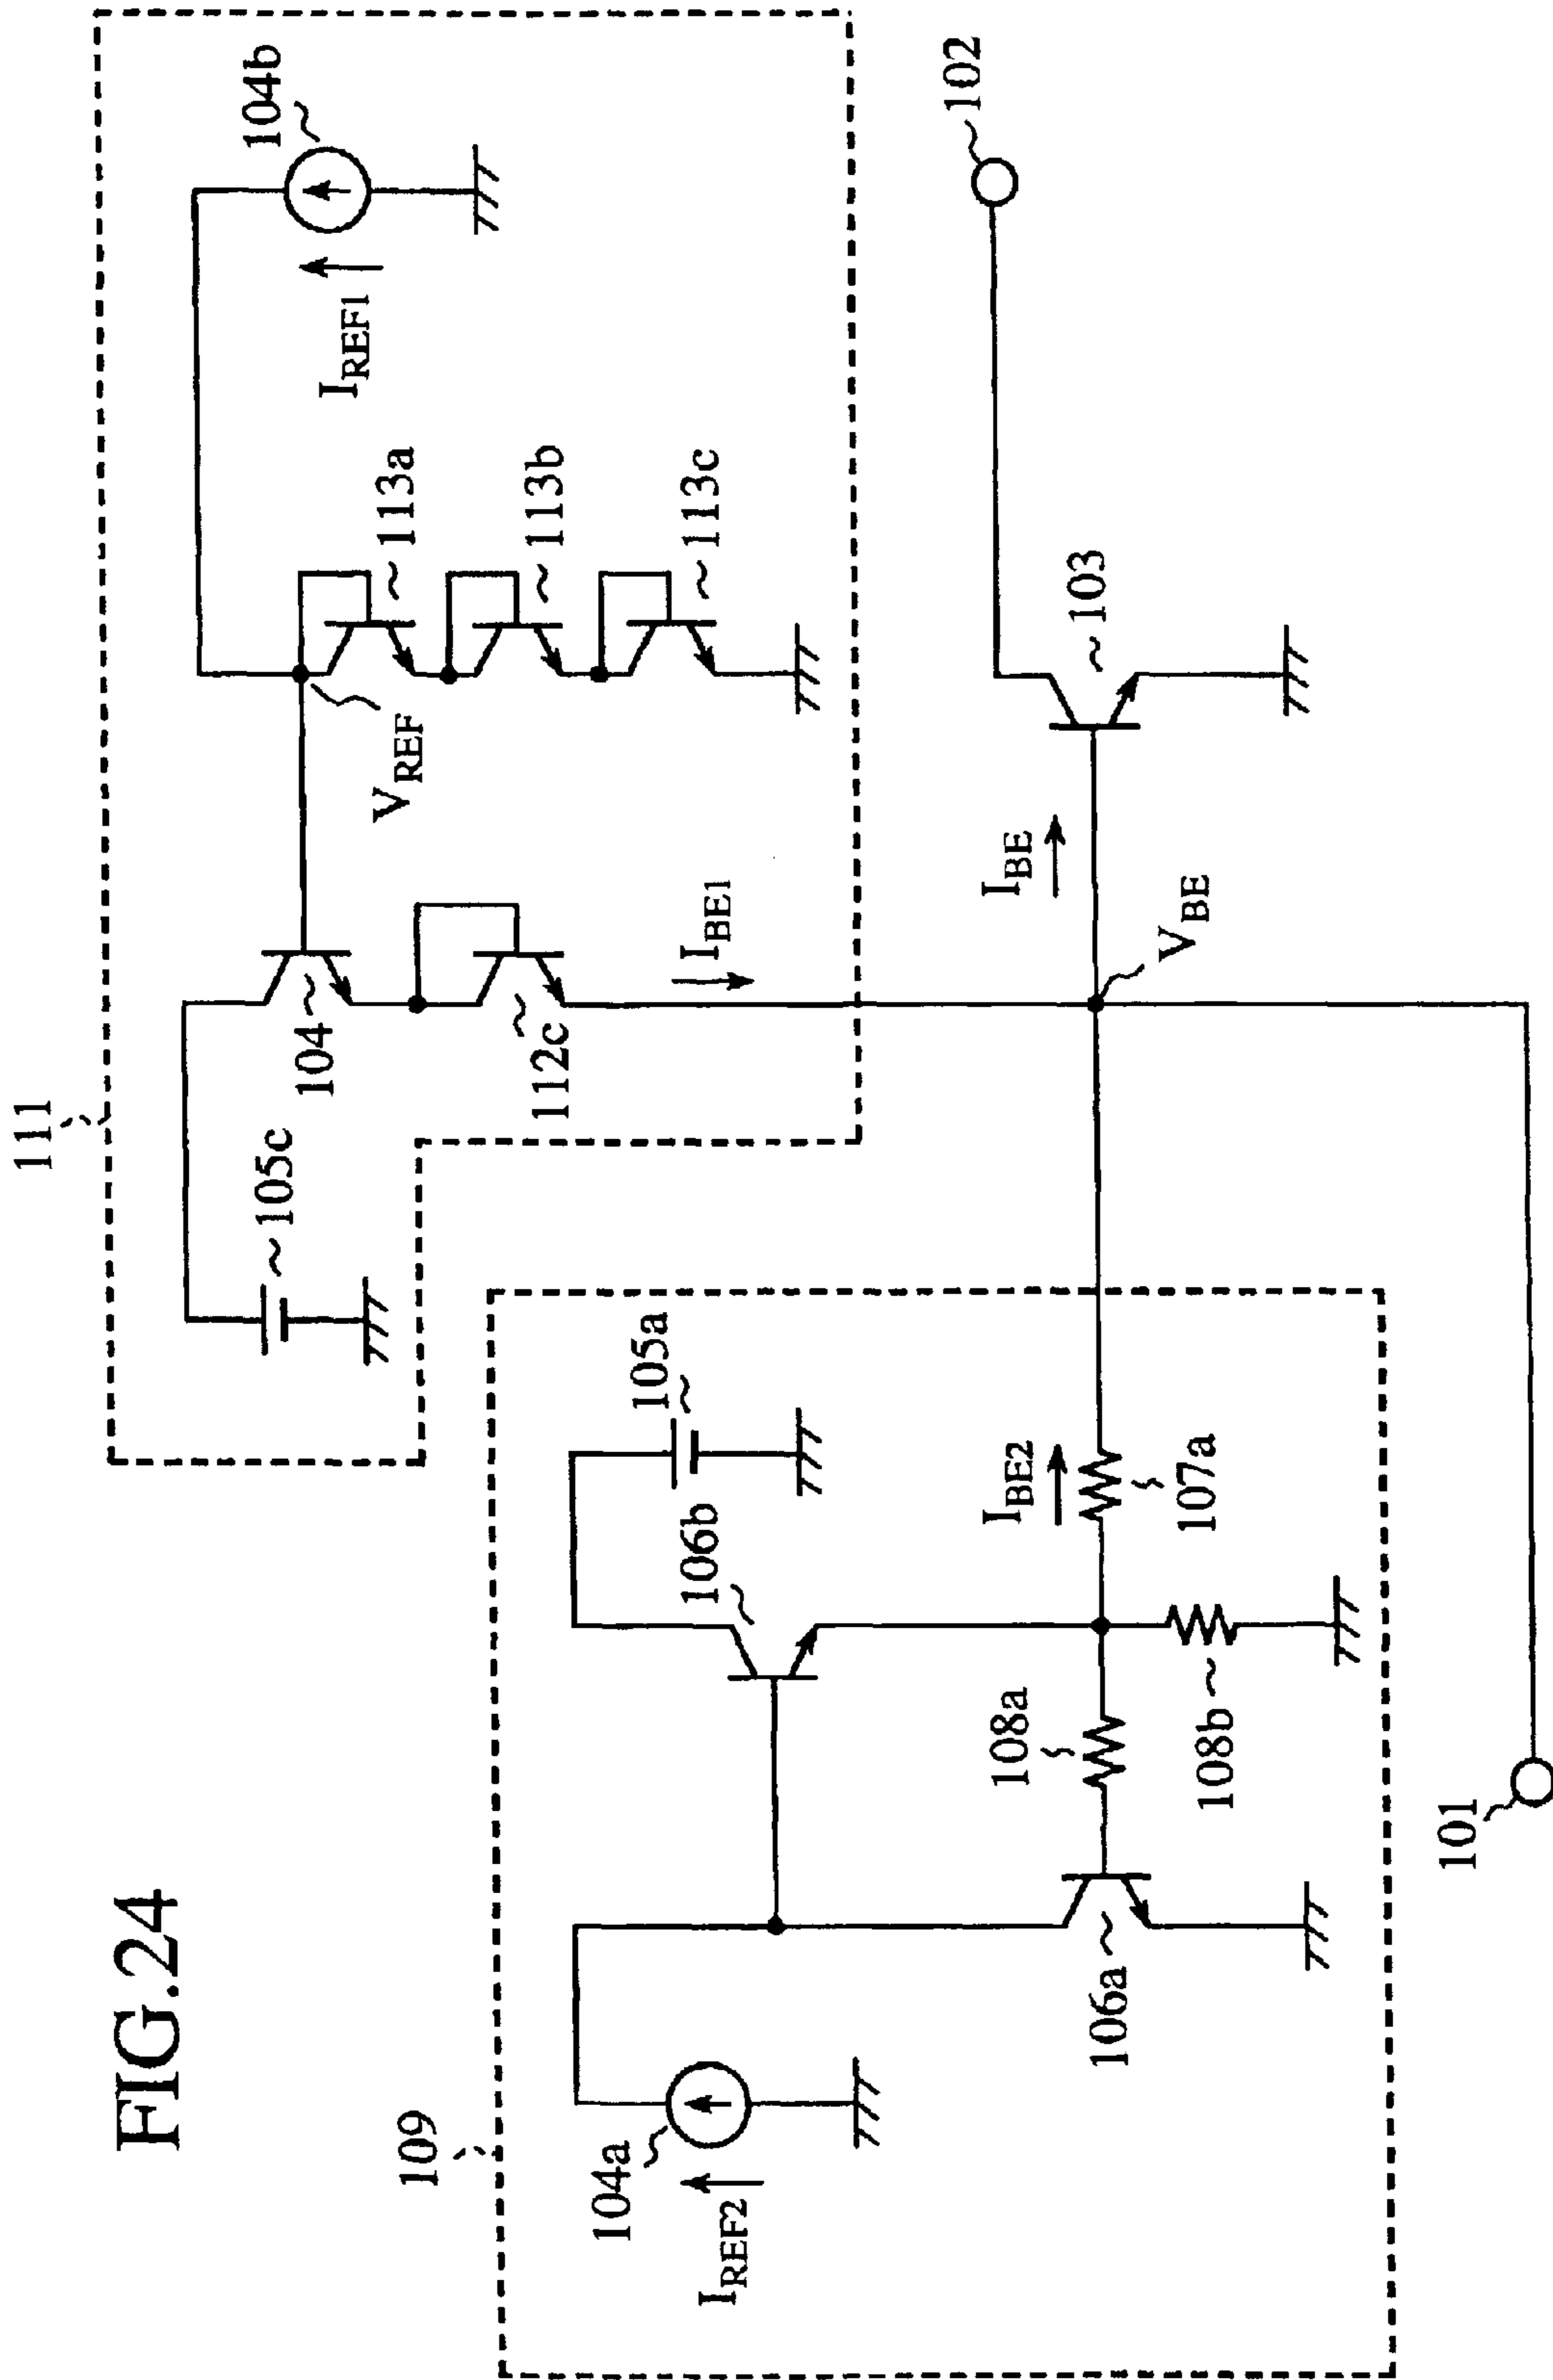 FIG.24
111
105c
104
112c
I_BE1
V_REF
113a
113b
113c
I_REF1
104b
109
104a
I_REF2
106a
106b
105a
108a
108b
I_BE2
107a
V_BE
I_BE
103
102
101